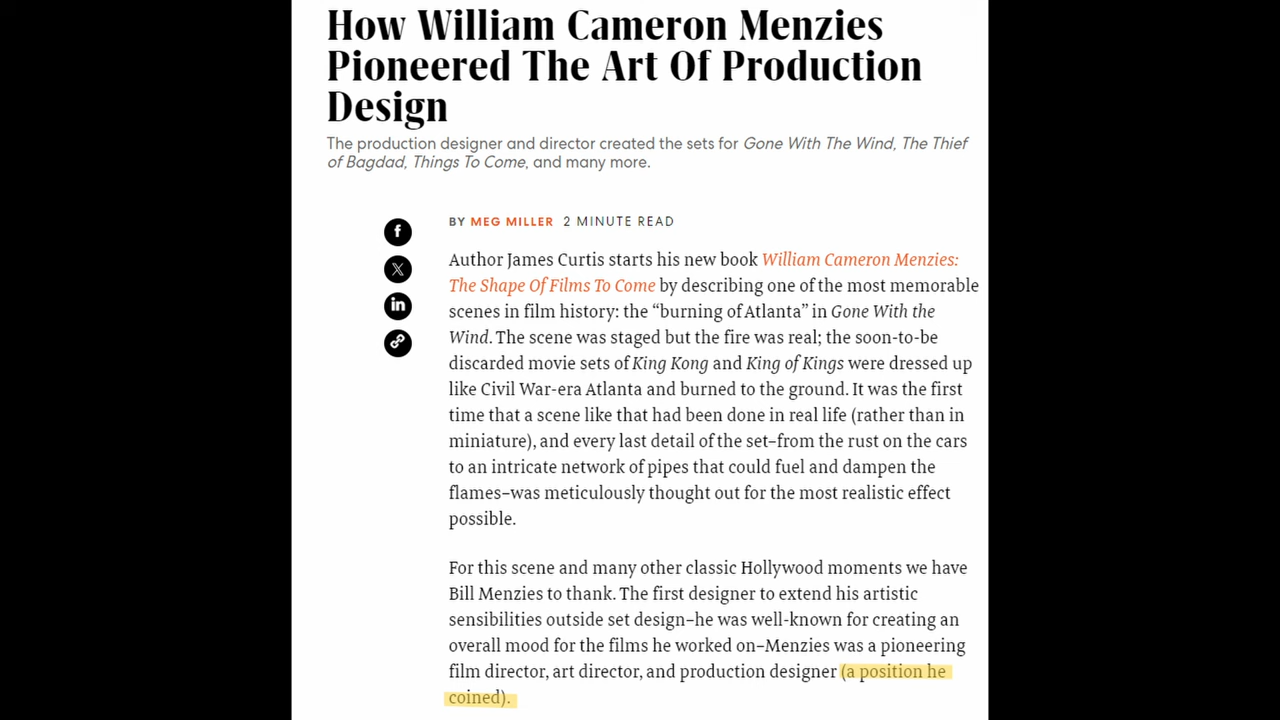 How William Cameron Menzies
Pioneered The Art Of Production
Design
The production designer and director created the sets for Gone With The Wind, The Thief
of Bagdad, Things To Come, and many more.
BY MEG MILLER 2 MINUTE READ
Author James Curtis starts his new book William Cameron Menzies:
The Shape Of Films To Come by describing one of the most memorable
scenes in film history: the “burning of Atlanta” in Gone With the
Wind. The scene was staged but the fire was real; the soon-to-be
discarded movie sets of King Kong and King of Kings were dressed up
like Civil War-era Atlanta and burned to the ground. It was the first
time that a scene like that had been done in real life (rather than in
miniature), and every last detail of the set–from the rust on the cars
to an intricate network of pipes that could fuel and dampen the
flames–was meticulously thought out for the most realistic effect
possible.
For this scene and many other classic Hollywood moments we have
Bill Menzies to thank. The first designer to extend his artistic
sensibilities outside set design–he was well-known for creating an
overall mood for the films he worked on–Menzies was a pioneering
film director, art director, and production designer (a position he
coined).